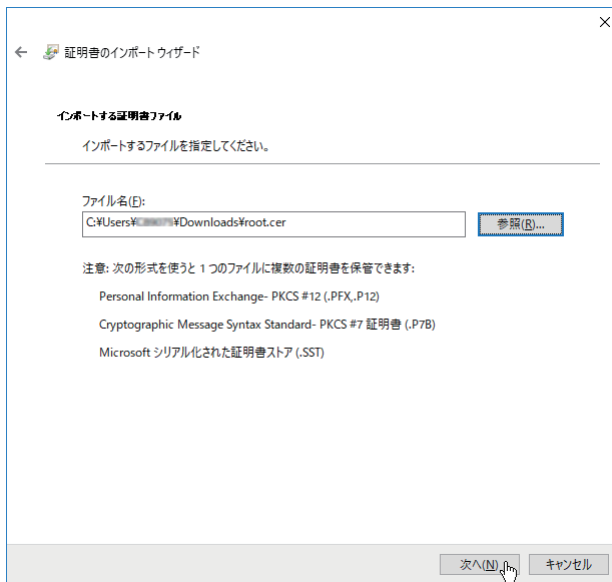 証明書のインポート ウィザード
インポートする証明書ファイル
インポートするファイルを指定してください。
ファイル名(F):
C:¥Users¥ ¥Downloads¥root.cer
参照(R)...
注意: 次の形式を使うと 1 つのファイルに複数の証明書を保管できます:
Personal Information Exchange- PKCS #12 (.PFX,.P12)
Cryptographic Message Syntax Standard- PKCS #7 証明書 (.P7B)
Microsoft シリアル化された証明書ストア (.SST)
次へ(N)
キャンセル